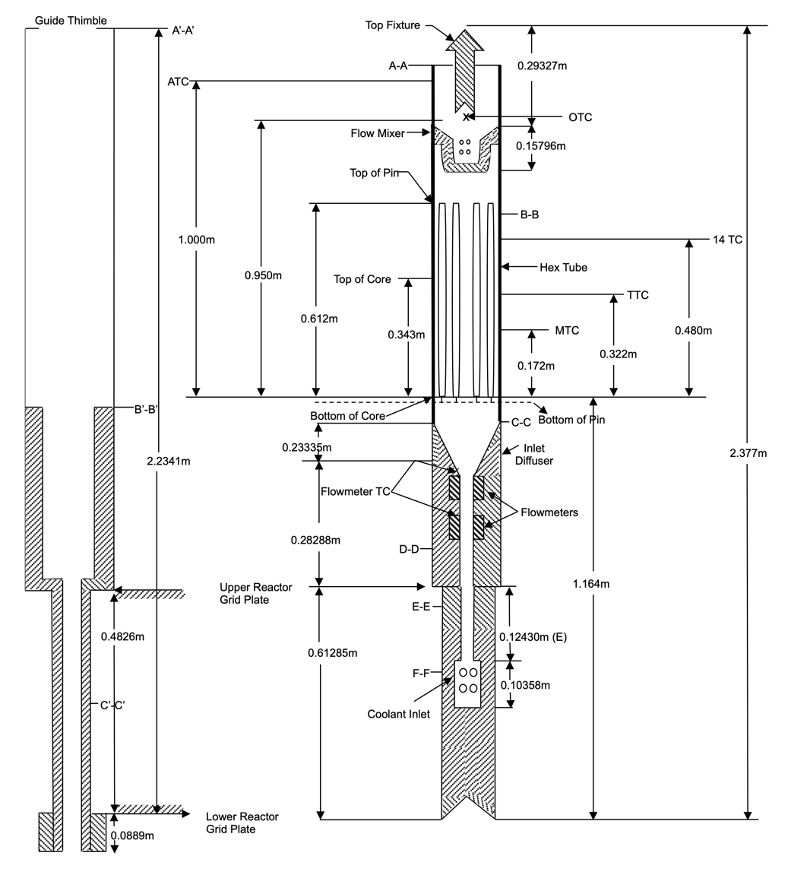 Guide Thimble
A'-A'
Top Fixture
A-A
0.29327m
ATC
OTC
Flow Mixer
0.15796m
Top of Pin
B-B
1.000m
14 TC
0.950m
Hex Tube
Top of Core
TTC
0.612m
0.343m
MTC
0.480m
0.322m
0.172m
B'-B'
Bottom of Core
Bottom of Pin
C-C
0.23335m
Inlet
Diffuser
2.377m
2.2341m
Flowmeter TC
Flowmeters
0.28288m
D-D
1.164m
Upper Reactor
Grid Plate
E-E
0.4826m
0.12430m (E)
0.61285m
F-F
0.10358m
C'-C'
Coolant Inlet
Lower Reactor
Grid Plate
0.0889m